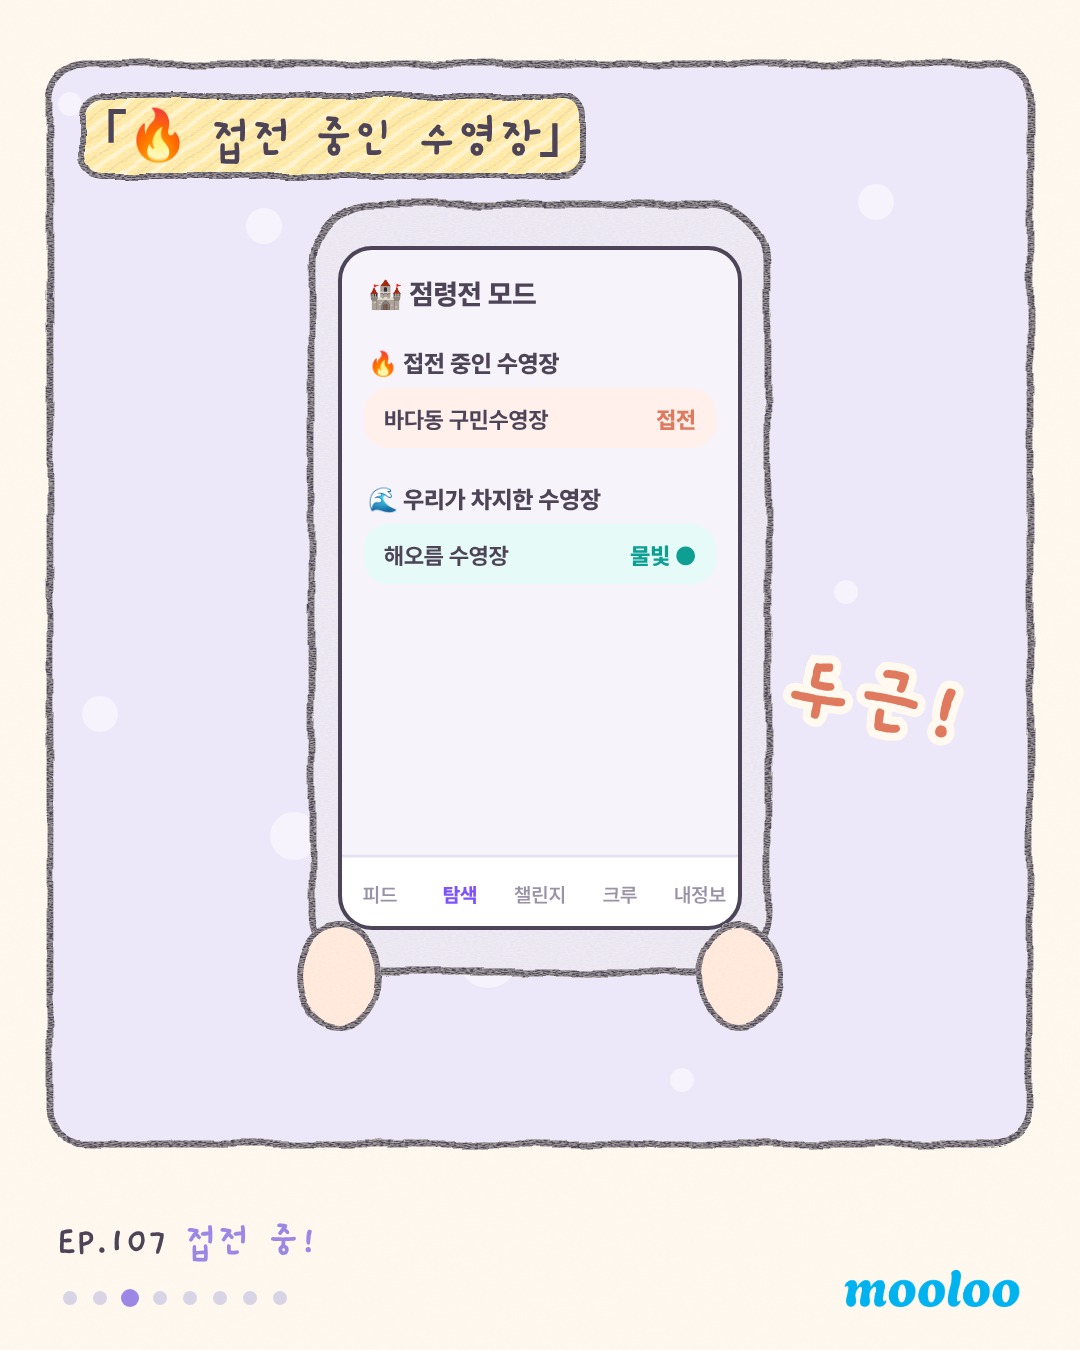 「🔥 접전 중인 수영장」
🏰 점령전 모드
🔥 접전 중인 수영장
바다동 구민수영장 접전
🌊 우리가 차지한 수영장
해오름 수영장 물빛 ●
두근!
피드 탐색 챌린지 크루 내정보
EP.107 접전 중!
mooloo